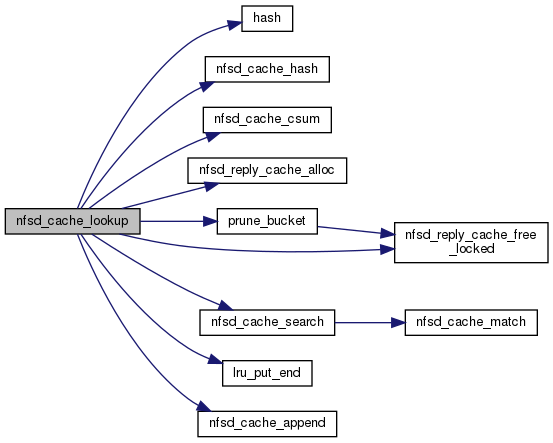 hash
nfsd_cache_hash
nfsd_cache_csum
nfsd_reply_cache_alloc
nfsd_cache_lookup
prune_bucket
nfsd_reply_cache_free
_locked
nfsd_cache_search
nfsd_cache_match
lru_put_end
nfsd_cache_append